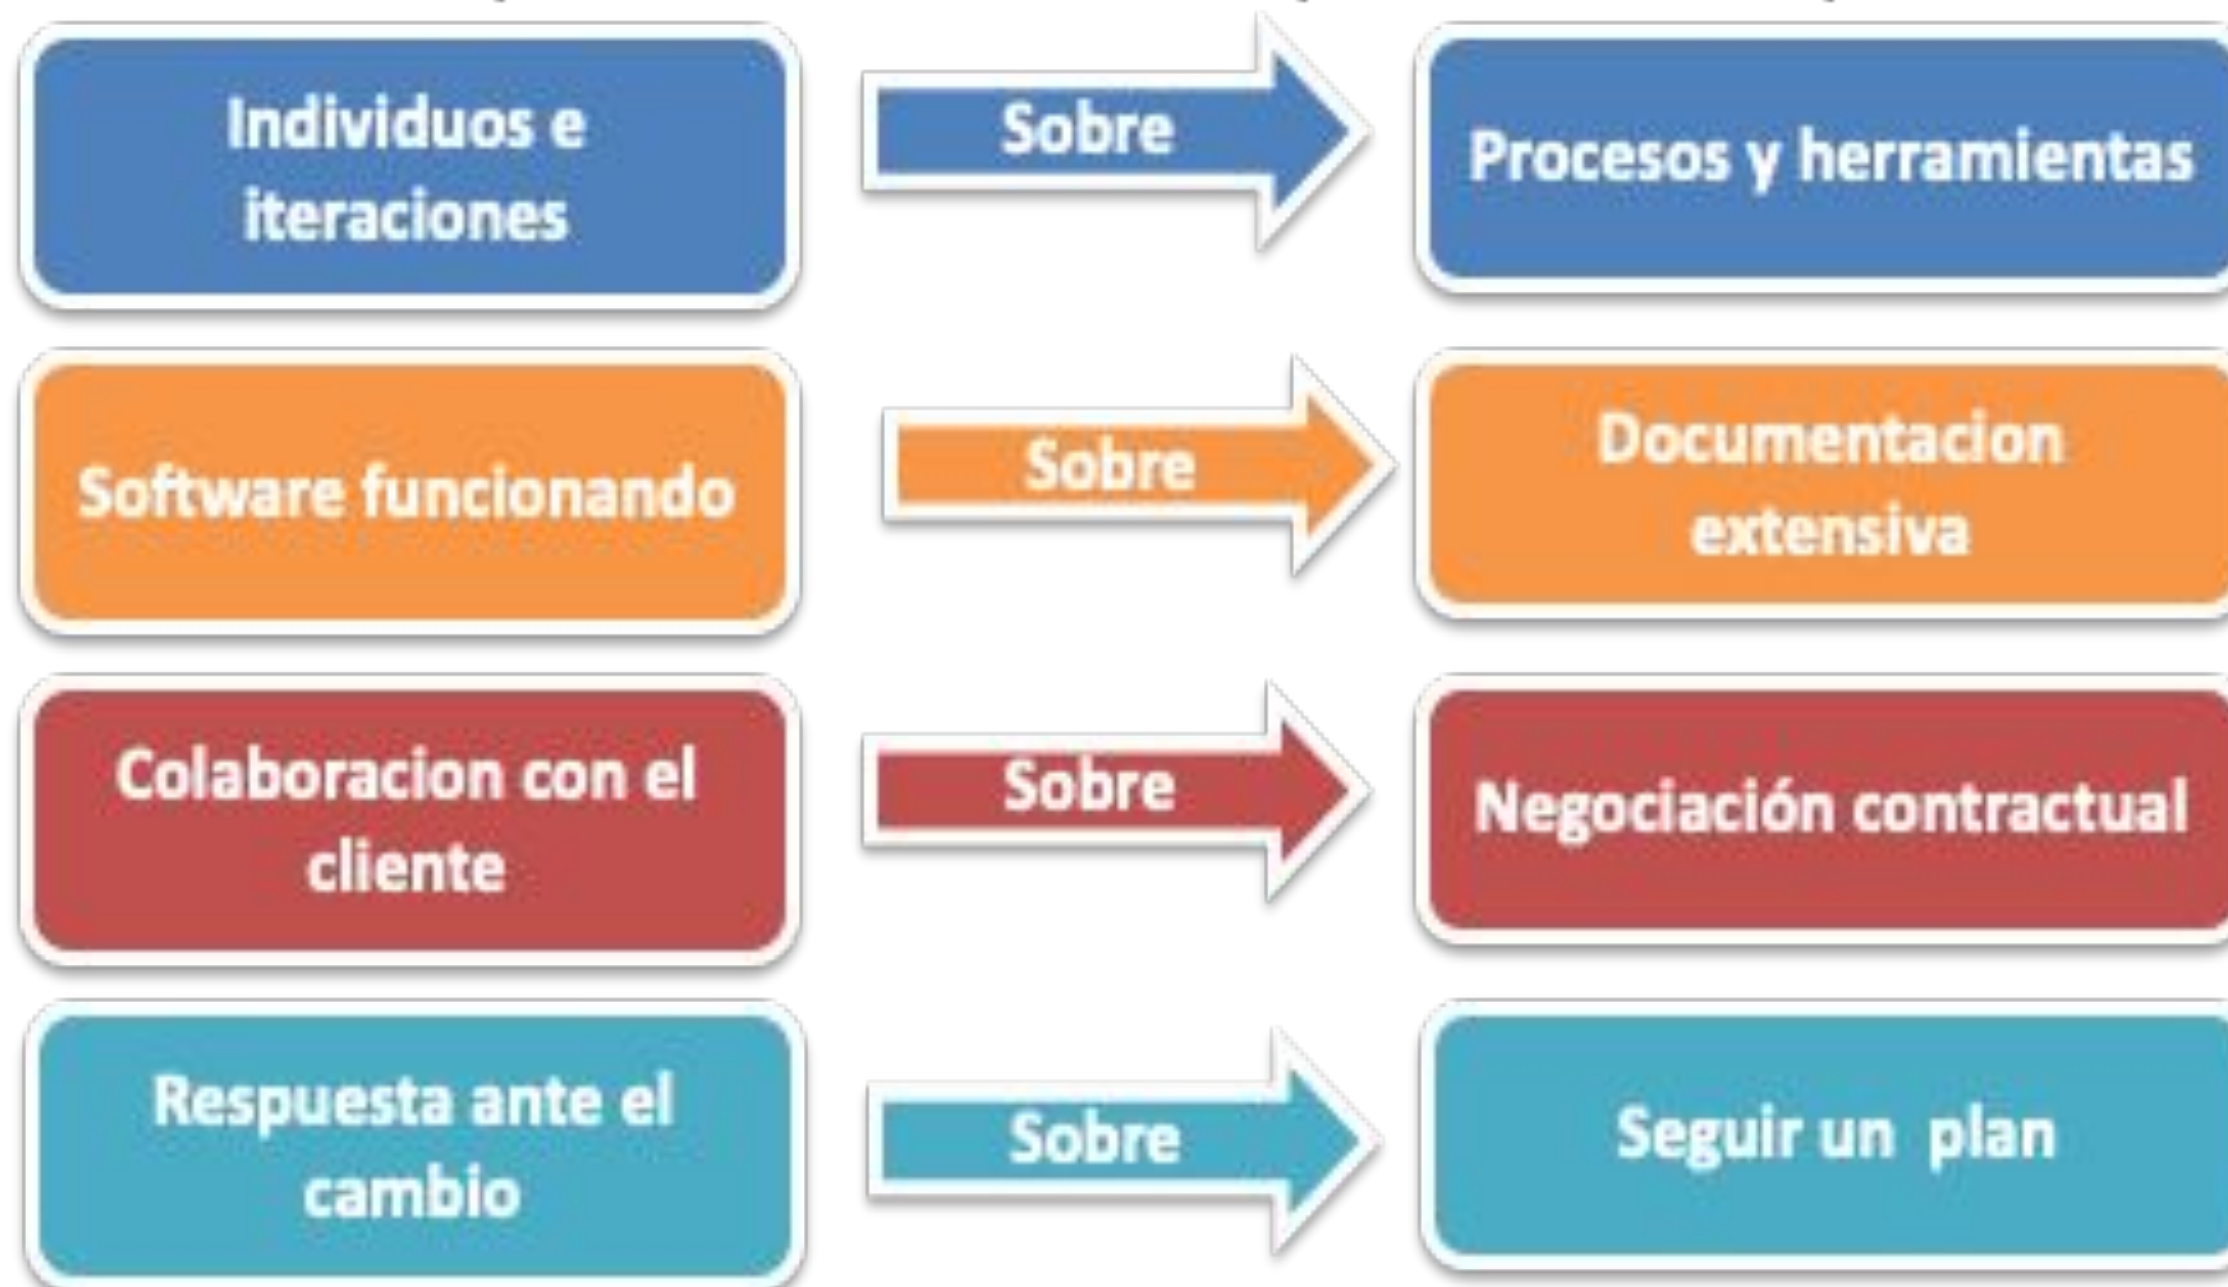 Individuos e
iteraciones
Sobre
Procesos y herramientas
Software funcionando
Sobre
Documentacion
extensiva
Colaboracion con el
cliente
Sobre
Negociación contractual
Respuesta ante el
cambio
Sobre
Seguir un plan